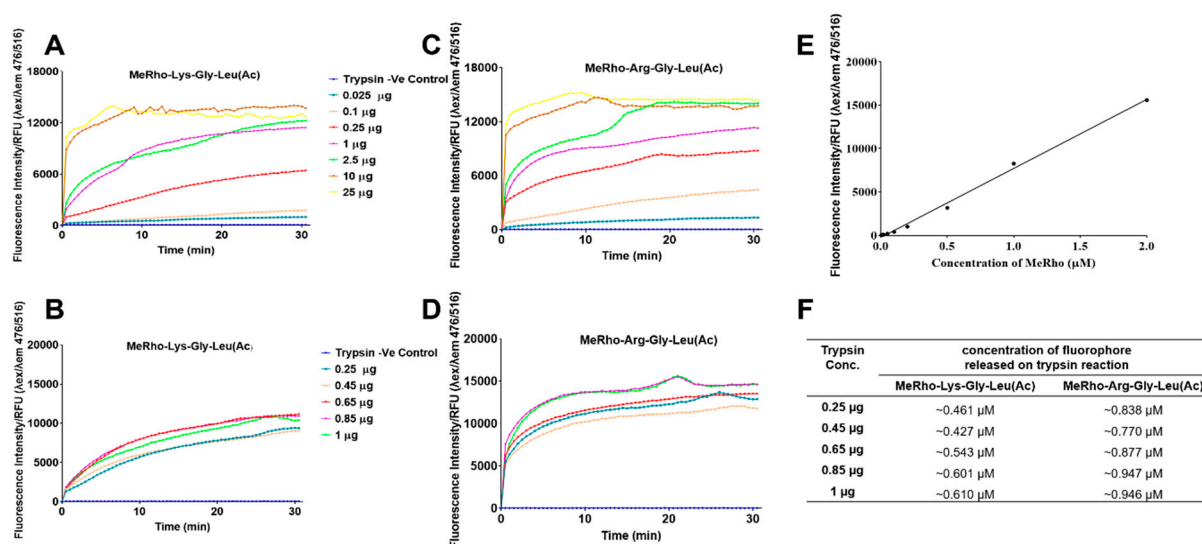 A
MeRho-Lys-Gly-Leu(Ac)
Fluorescence Intensity/RFU (λex/λem 476/516)
18000
12000
6000
0
0
10
20
30
Time (min)
Trypsin -Ve Control
0.025 µg
0.1 µg
0.25 µg
1 µg
2.5 µg
10 µg
25 µg
C
MeRho-Arg-Gly-Leu(Ac)
Fluorescence Intensity/RFU (λex/λem 476/516)
18000
12000
6000
0
0
10
20
30
Time (min)
E
Fluorescence Intensity/RFU (λex/λem 476/516)
20000
15000
10000
5000
0
0.0
0.5
1.0
1.5
2.0
Concentration of MeRho (µM)
B
MeRho-Lys-Gly-Leu(Ac)
Fluorescence Intensity/RFU (λex/λem 476/516)
20000
15000
10000
5000
0
0
10
20
30
Time (min)
Trypsin -Ve Control
0.25 µg
0.45 µg
0.65 µg
0.85 µg
1 µg
D
MeRho-Arg-Gly-Leu(Ac)
Fluorescence Intensity/RFU (λex/λem 476/516)
20000
15000
10000
5000
0
0
10
20
30
Time (min)
F
Trypsin Conc. concentration of fluorophore released on trypsin reaction
MeRho-Lys-Gly-Leu(Ac) MeRho-Arg-Gly-Leu(Ac)
0.25 µg ~0.461 µM ~0.838 µM
0.45 µg ~0.427 µM ~0.770 µM
0.65 µg ~0.543 µM ~0.877 µM
0.85 µg ~0.601 µM ~0.947 µM
1 µg ~0.610 µM ~0.946 µM